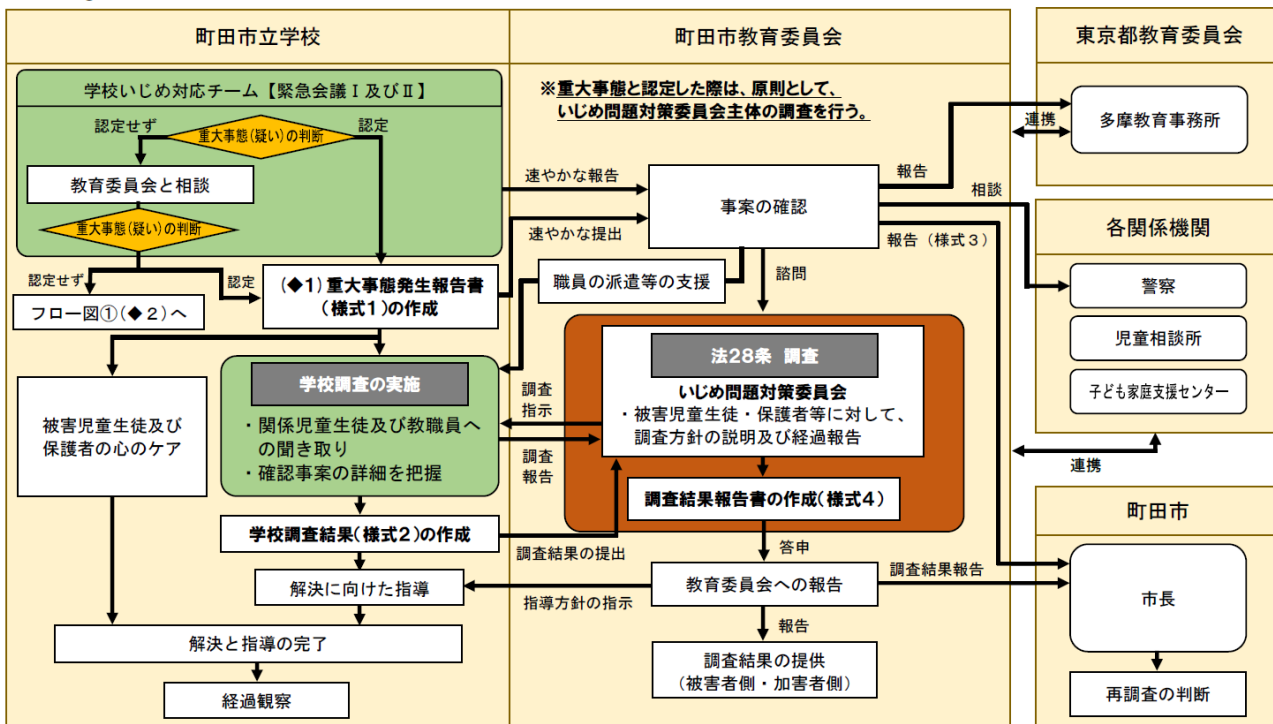 町田市立学校
学校いじめ対応チーム【緊急会議Ⅰ及びⅡ】
認定せず
重大事態(疑い)の判断
認定
教育委員会と相談
重大事態(疑い)の判断
認定せず
認定
フロー図①(◆2)へ
(◆1)重大事態発生報告書
(様式1)の作成
学校調査の実施
・関係児童生徒及び教職員へ
の聞き取り
・確認事案の詳細を把握
被害児童生徒及び
保護者の心のケア
学校調査結果(様式2)の作成
解決に向けた指導
解決と指導の完了
経過観察
町田市教育委員会
※重大事態と認定した際は、原則として、
いじめ問題対策委員会主体の調査を行う。
速やかな報告
速やかな提出
事案の確認
報告
相談
報告(様式3)
職員の派遣等の支援
諮問
法28条 調査
いじめ問題対策委員会
・被害児童生徒・保護者等に対して、
調査方針の説明及び経過報告
調査
指示
調査
報告
調査結果報告書の作成(様式4)
調査結果の提出
答申
教育委員会への報告
調査結果報告
指導方針の指示
報告
調査結果の提供
(被害者側・加害者側)
東京都教育委員会
連携
多摩教育事務所
各関係機関
警察
児童相談所
子ども家庭支援センター
連携
町田市
市長
再調査の判断